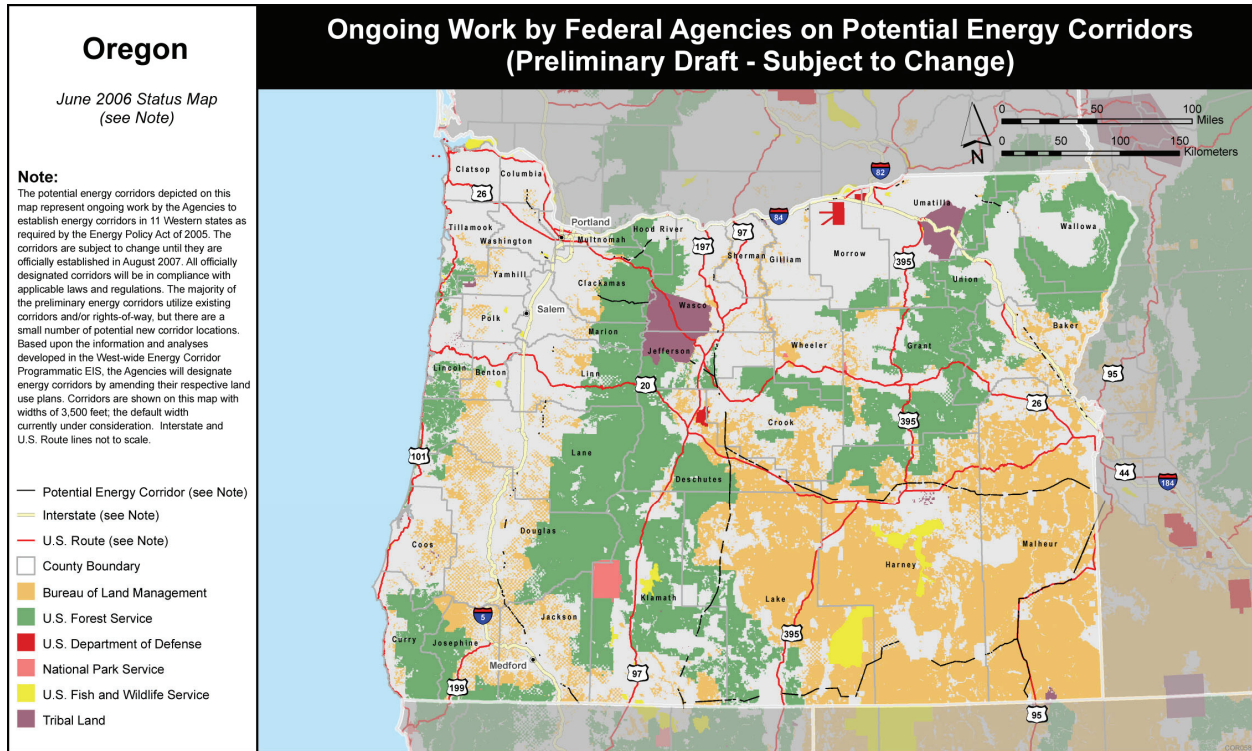 Oregon
June 2006 Status Map
(see Note)
Note:
The potential energy corridors depicted on this
map represent ongoing work by the Agencies to
establish energy corridors in 11 Western states as
required by the Energy Policy Act of 2005. The
corridors are subject to change until they are
officially established in August 2007. All officially
designated corridors will be in compliance with
applicable laws and regulations. The majority of
the preliminary energy corridors utilize existing
corridors and/or rights-of-way, but there are a
small number of potential new corridor locations.
Based upon the information and analyses
developed in the West-wide Energy Corridor
Programmatic EIS, the Agencies will designate
energy corridors by amending their respective land
use plans. Corridors are shown on this map with
widths of 3,500 feet; the default width
currently under consideration. Interstate and
U.S. Route lines not to scale.
Potential Energy Corridor (see Note)
Interstate (see Note)
U.S. Route (see Note)
County Boundary
Bureau of Land Management
U.S. Forest Service
U.S. Department of Defense
National Park Service
U.S. Fish and Wildlife Service
Tribal Land
Ongoing Work by Federal Agencies on Potential Energy Corridors
(Preliminary Draft - Subject to Change)
0 50 100
Miles
0 50 100 150
Kilometers
N
Clatsop
Columbia
26
82
84
Portland
Hood River
Umatilla
Wallowa
Tillamook
Washington
Multnomah
197
97
Sherman
Gilliam
Morrow
395
Union
Yamhill
Clackamas
Wasco
Salem
Polk
Marion
Baker
Jefferson
Wheeler
Grant
Lincoln
Benton
Linn
20
95
26
Crook
395
101
Lane
44
184
Deschutes
Douglas
Coos
Malheur
Harney
Klamath
Lake
5
Jackson
395
Curry
Josephine
Medford
97
199
95